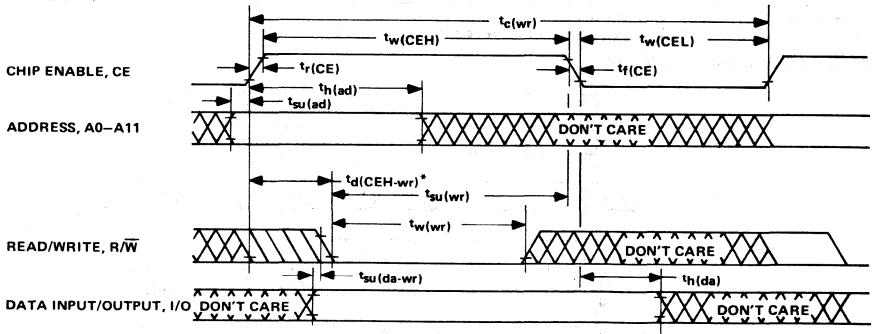 tc(wr)
tw(CEH)
tw(CEL)
CHIP ENABLE, CE
tr(CE)
tf(CE)
th(ad)
tsu(ad)
ADDRESS, A0–A11
DON'T CARE
td(CEH-wr)*
tsu(wr)
tw(wr)
READ/WRITE, R/W̅
DON'T CARE
tsu(da-wr)
th(da)
DATA INPUT/OUTPUT, I/O DON'T CARE DON'T CARE